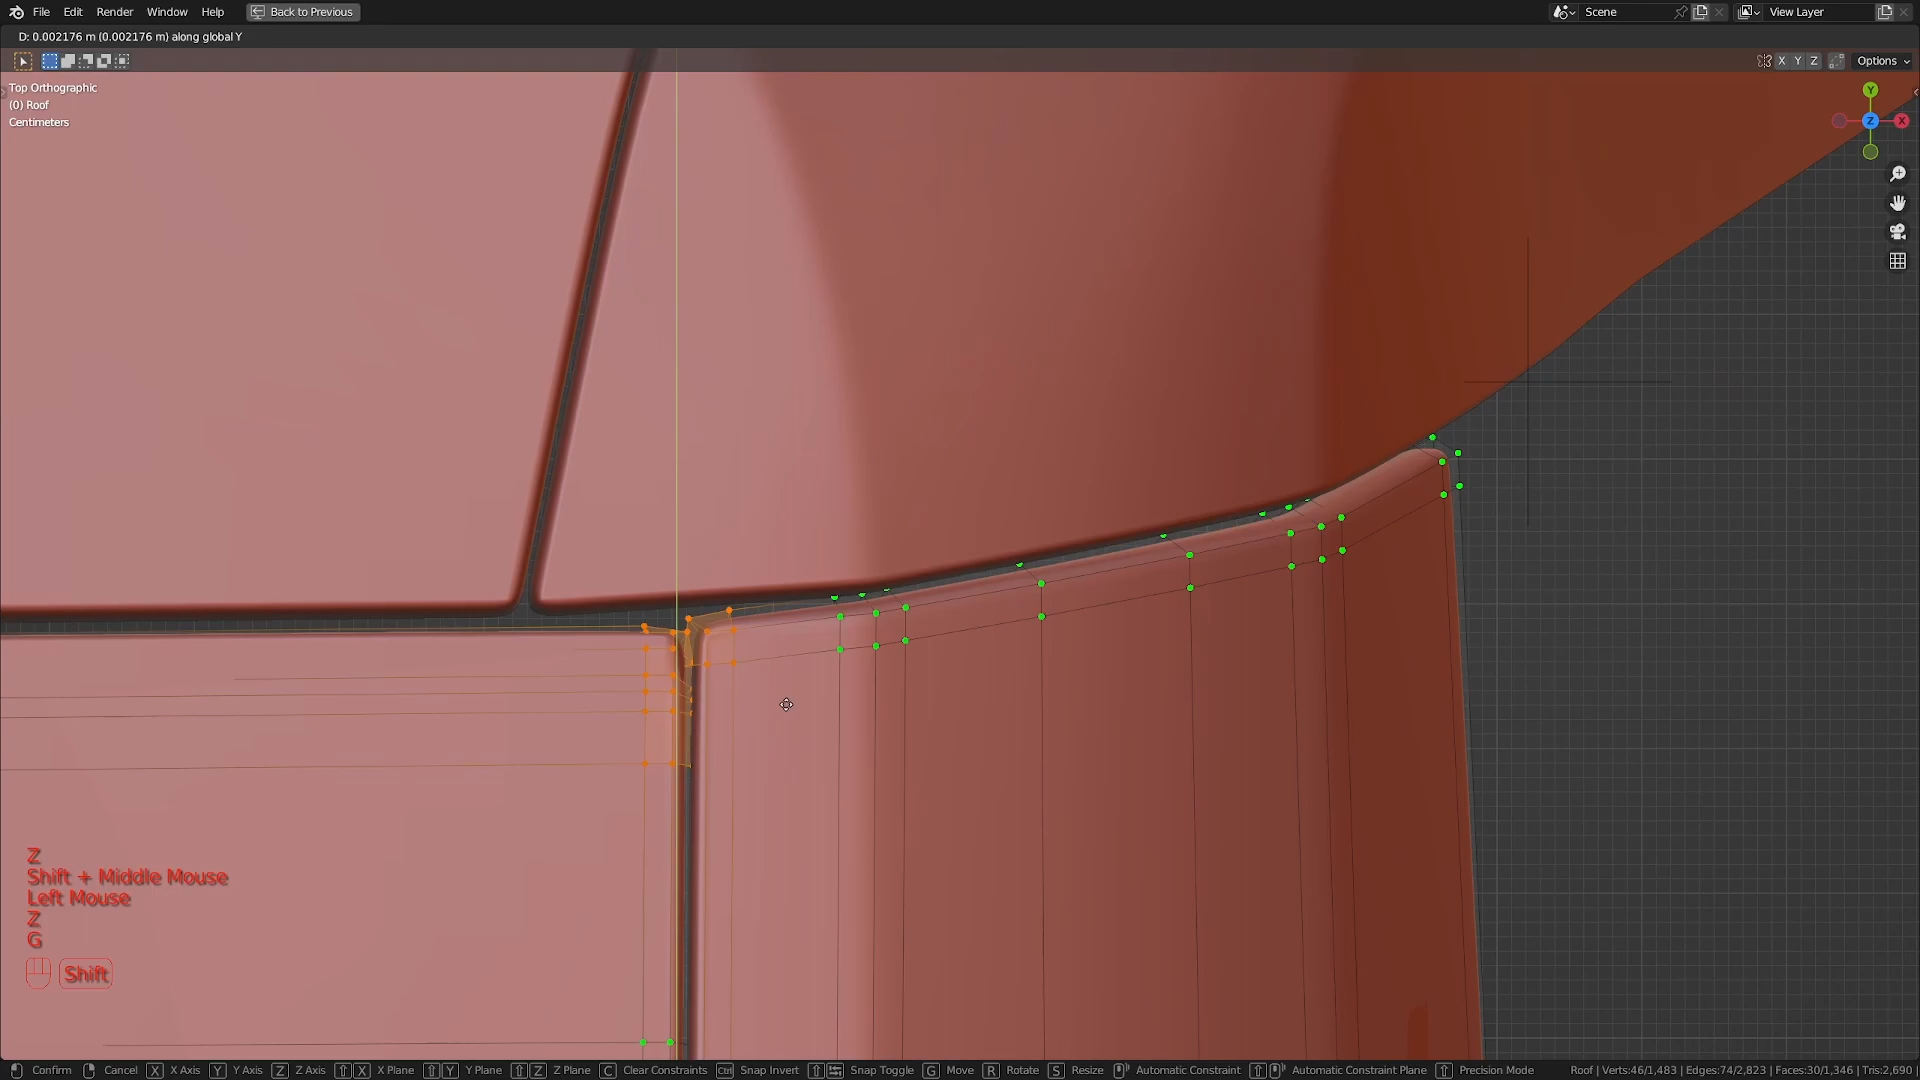 File Edit Render Window Help Back to Previous Scene View Layer
D: 0.002176 m (0.002176 m) along global Y
X Y Z Options
Top Orthographic
(0) Roof
Centimeters
Y
Z X
Z
Shift + Middle Mouse
Left Mouse
Z
G
Shift
Confirm Cancel X X Axis Y Y Axis Z Z Axis X X Plane Y Y Plane Z Z Plane C Clear Constraints Ctrl Snap Invert Snap Toggle G Move R Rotate S Resize Automatic Constraint Automatic Constraint Plane Precision Mode Roof | Verts:46/1,483 | Edges:74/2,823 | Faces:30/1,346 | Tris:2,690